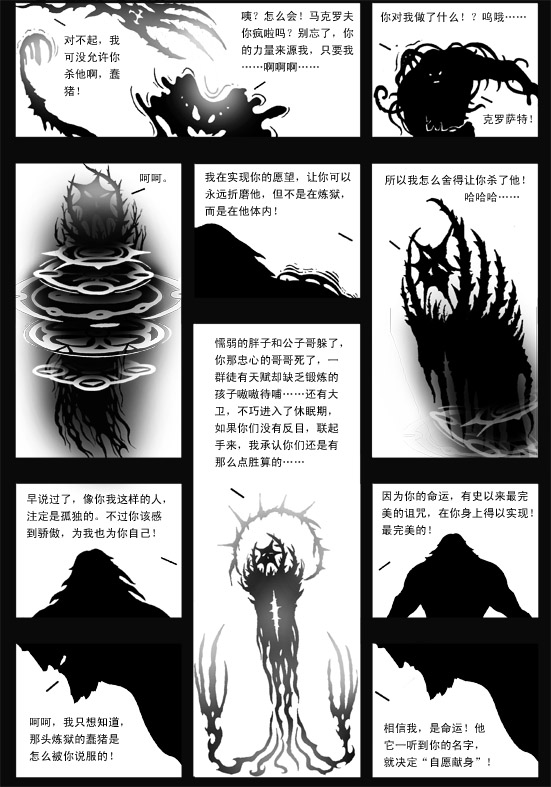 对不起，我
可没允许你
杀他啊，蠢
猪！
咦？怎么会！马克罗夫
你疯啦吗？别忘了，你
的力量来源我，只要我
……啊啊啊……
你对我做了什么！？呜哦……
克罗萨特！
呵呵。
我在实现你的愿望，让你可以
永远折磨他，但不是在炼狱，
而是在他体内！
所以我怎么舍得让你杀了他！
哈哈哈……
懦弱的胖子和公子哥躲了，
你那忠心的哥哥死了，一
群徒有天赋却缺乏锻炼的
孩子嗷嗷待哺……还有大
卫，不巧进入了休眠期，
如果你们没有反目，联起
手来，我承认你们还是有
那么点胜算的……
早说过了，像你我这样的人，
注定是孤独的。不过你该感
到骄傲，为我也为你自己！
因为你的命运，有史以来最完
美的诅咒，在你身上得以实现！
最完美的！
呵呵，我只想知道，
那头炼狱的蠢猪是
怎么被你说服的！
相信我，是命运！他
它一听到你的名字，
就决定“自愿献身”！